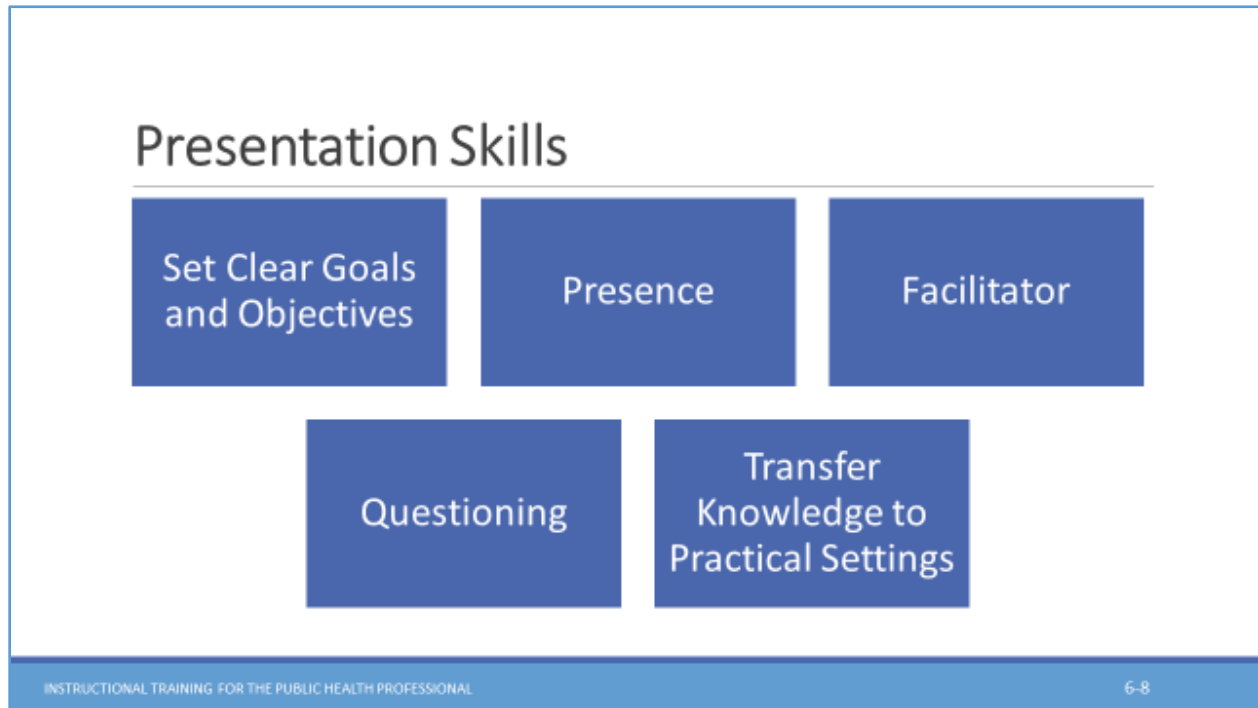 Presentation Skills
Set Clear Goals
and Objectives
Presence
Facilitator
Questioning
Transfer
Knowledge to
Practical Settings
INSTRUCTIONAL TRAINING FOR THE PUBLIC HEALTH PROFESSIONAL
6-8